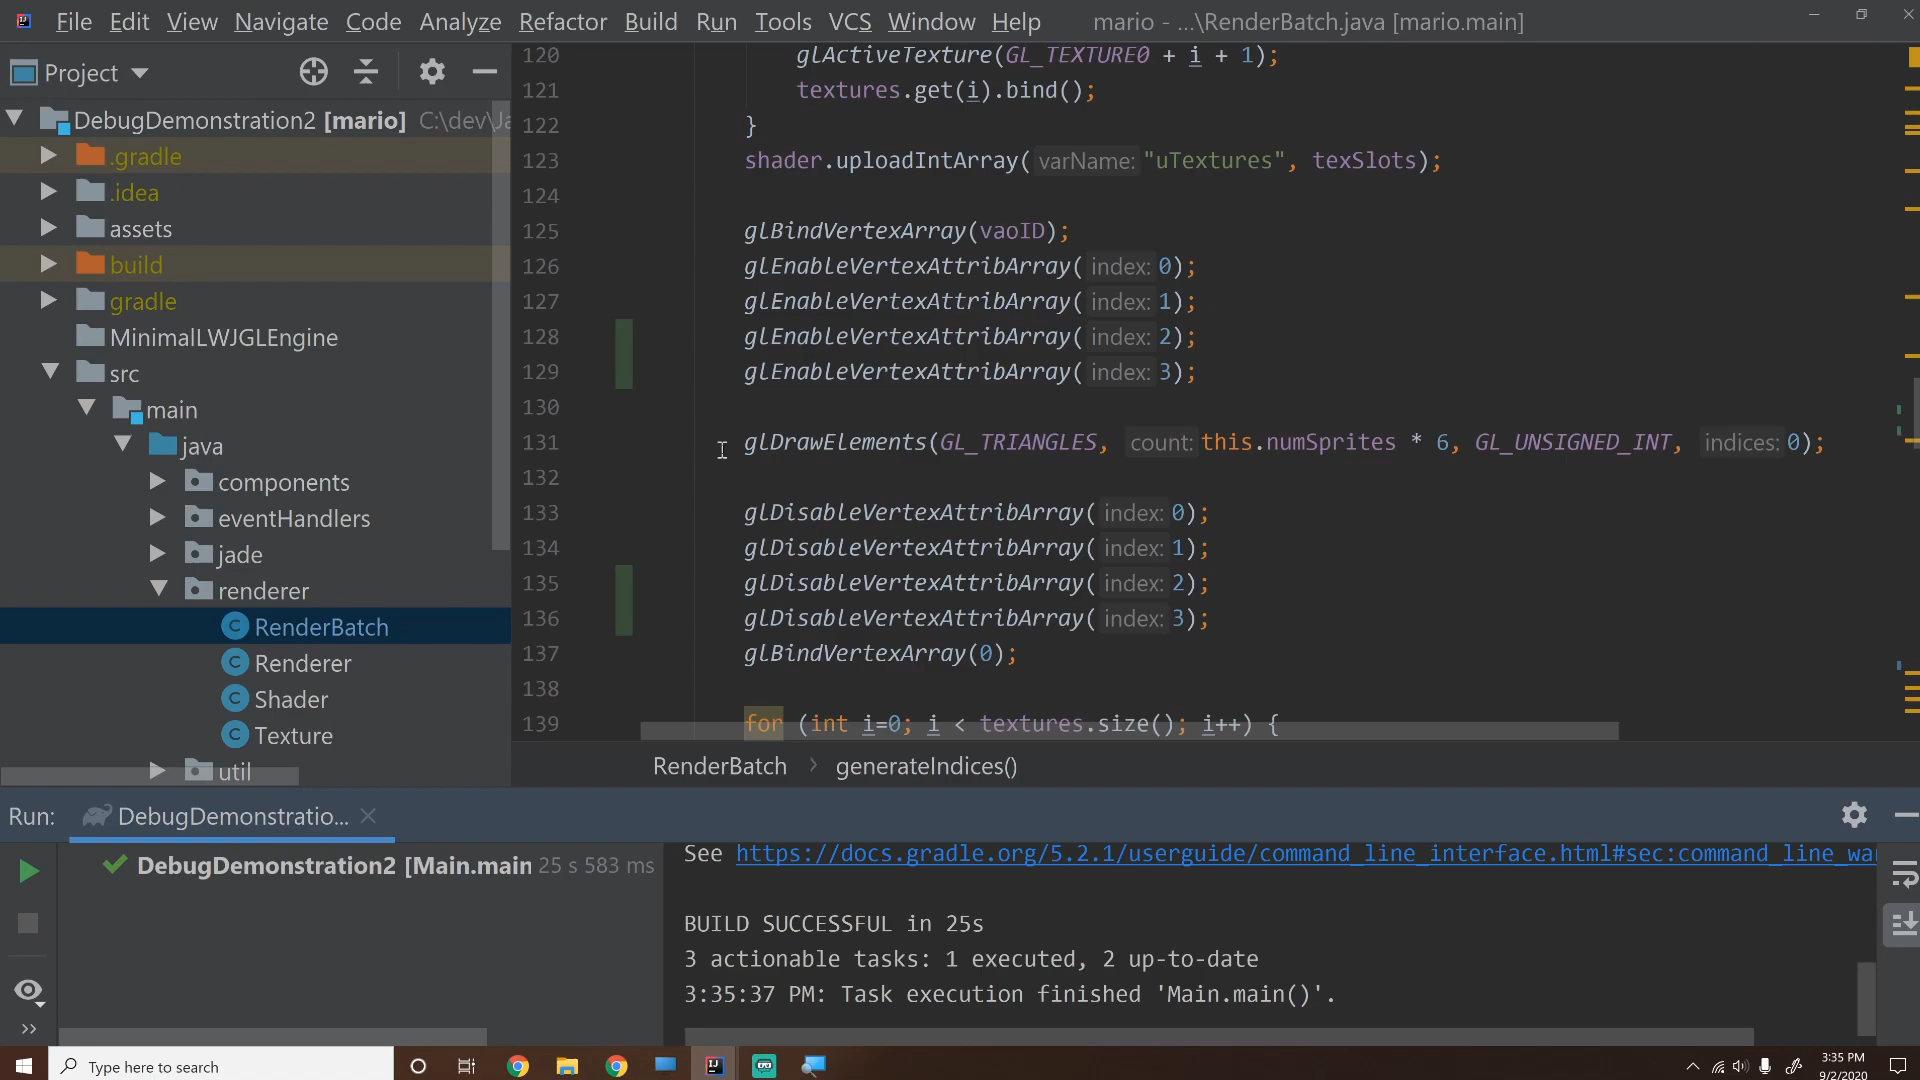 File Edit View Navigate Code Analyze Refactor Build Run Tools VCS Window Help mario - ...\RenderBatch.java [mario.main]
Project
DebugDemonstration2 [mario] C:\dev\Ja
.gradle
.idea
assets
build
gradle
MinimalLWJGLEngine
src
main
java
components
eventHandlers
jade
renderer
RenderBatch
Renderer
Shader
Texture
util
120 glActiveTexture(GL_TEXTURE0 + i + 1);
121 textures.get(i).bind();
122 }
123 shader.uploadIntArray( varName: "uTextures", texSlots);
124
125 glBindVertexArray(vaoID);
126 glEnableVertexAttribArray( index: 0);
127 glEnableVertexAttribArray( index: 1);
128 glEnableVertexAttribArray( index: 2);
129 glEnableVertexAttribArray( index: 3);
130
131 glDrawElements(GL_TRIANGLES, count: this.numSprites * 6, GL_UNSIGNED_INT, indices: 0);
132
133 glDisableVertexAttribArray( index: 0);
134 glDisableVertexAttribArray( index: 1);
135 glDisableVertexAttribArray( index: 2);
136 glDisableVertexAttribArray( index: 3);
137 glBindVertexArray(0);
138
139 for (int i=0; i < textures.size(); i++) {
RenderBatch > generateIndices()
Run: DebugDemonstratio... ×
DebugDemonstration2 [Main.main 25 s 583 ms
See https://docs.gradle.org/5.2.1/userguide/command_line_interface.html#sec:command_line_wa
BUILD SUCCESSFUL in 25s
3 actionable tasks: 1 executed, 2 up-to-date
3:35:37 PM: Task execution finished 'Main.main()'.
Type here to search
3:35 PM
9/2/2020